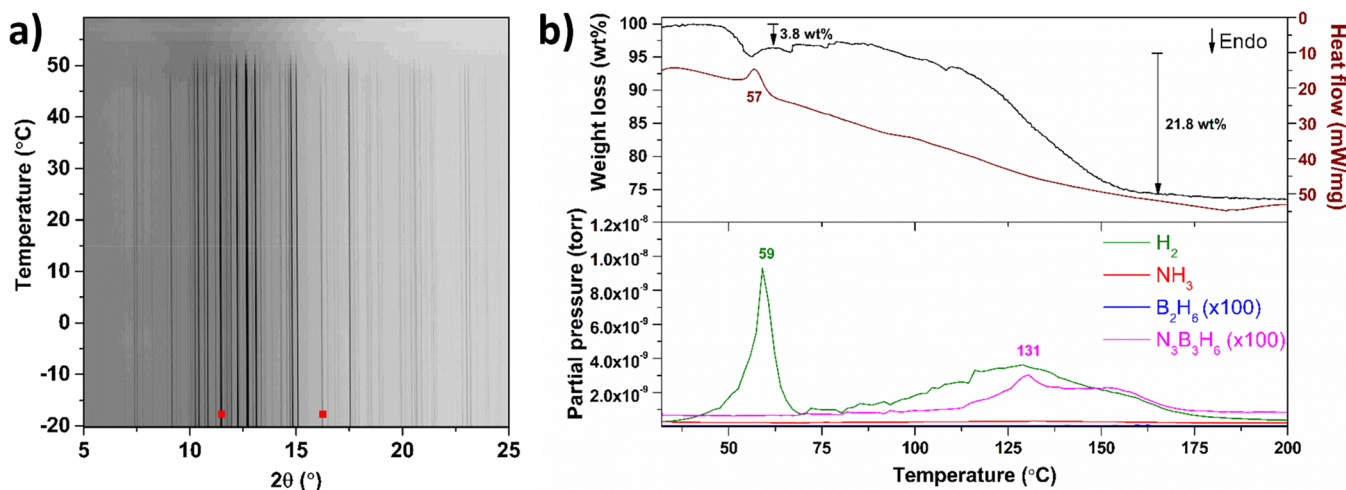 a)
Temperature (°C)
50
40
30
20
10
0
-10
-20
5
10
15
20
25
2θ (°)
b)
Weight loss (wt%)
100
95
90
85
80
75
3.8 wt%
Endo
57
21.8 wt%
0
10
20
30
40
50
Heat flow (mW/mg)
Partial pressure (torr)
1.2x10⁻⁸
1.0x10⁻⁸
8.0x10⁻⁹
6.0x10⁻⁹
4.0x10⁻⁹
2.0x10⁻⁹
59
131
H₂
NH₃
B₂H₆ (x100)
N₃B₃H₆ (x100)
50
75
100
125
150
175
200
Temperature (°C)